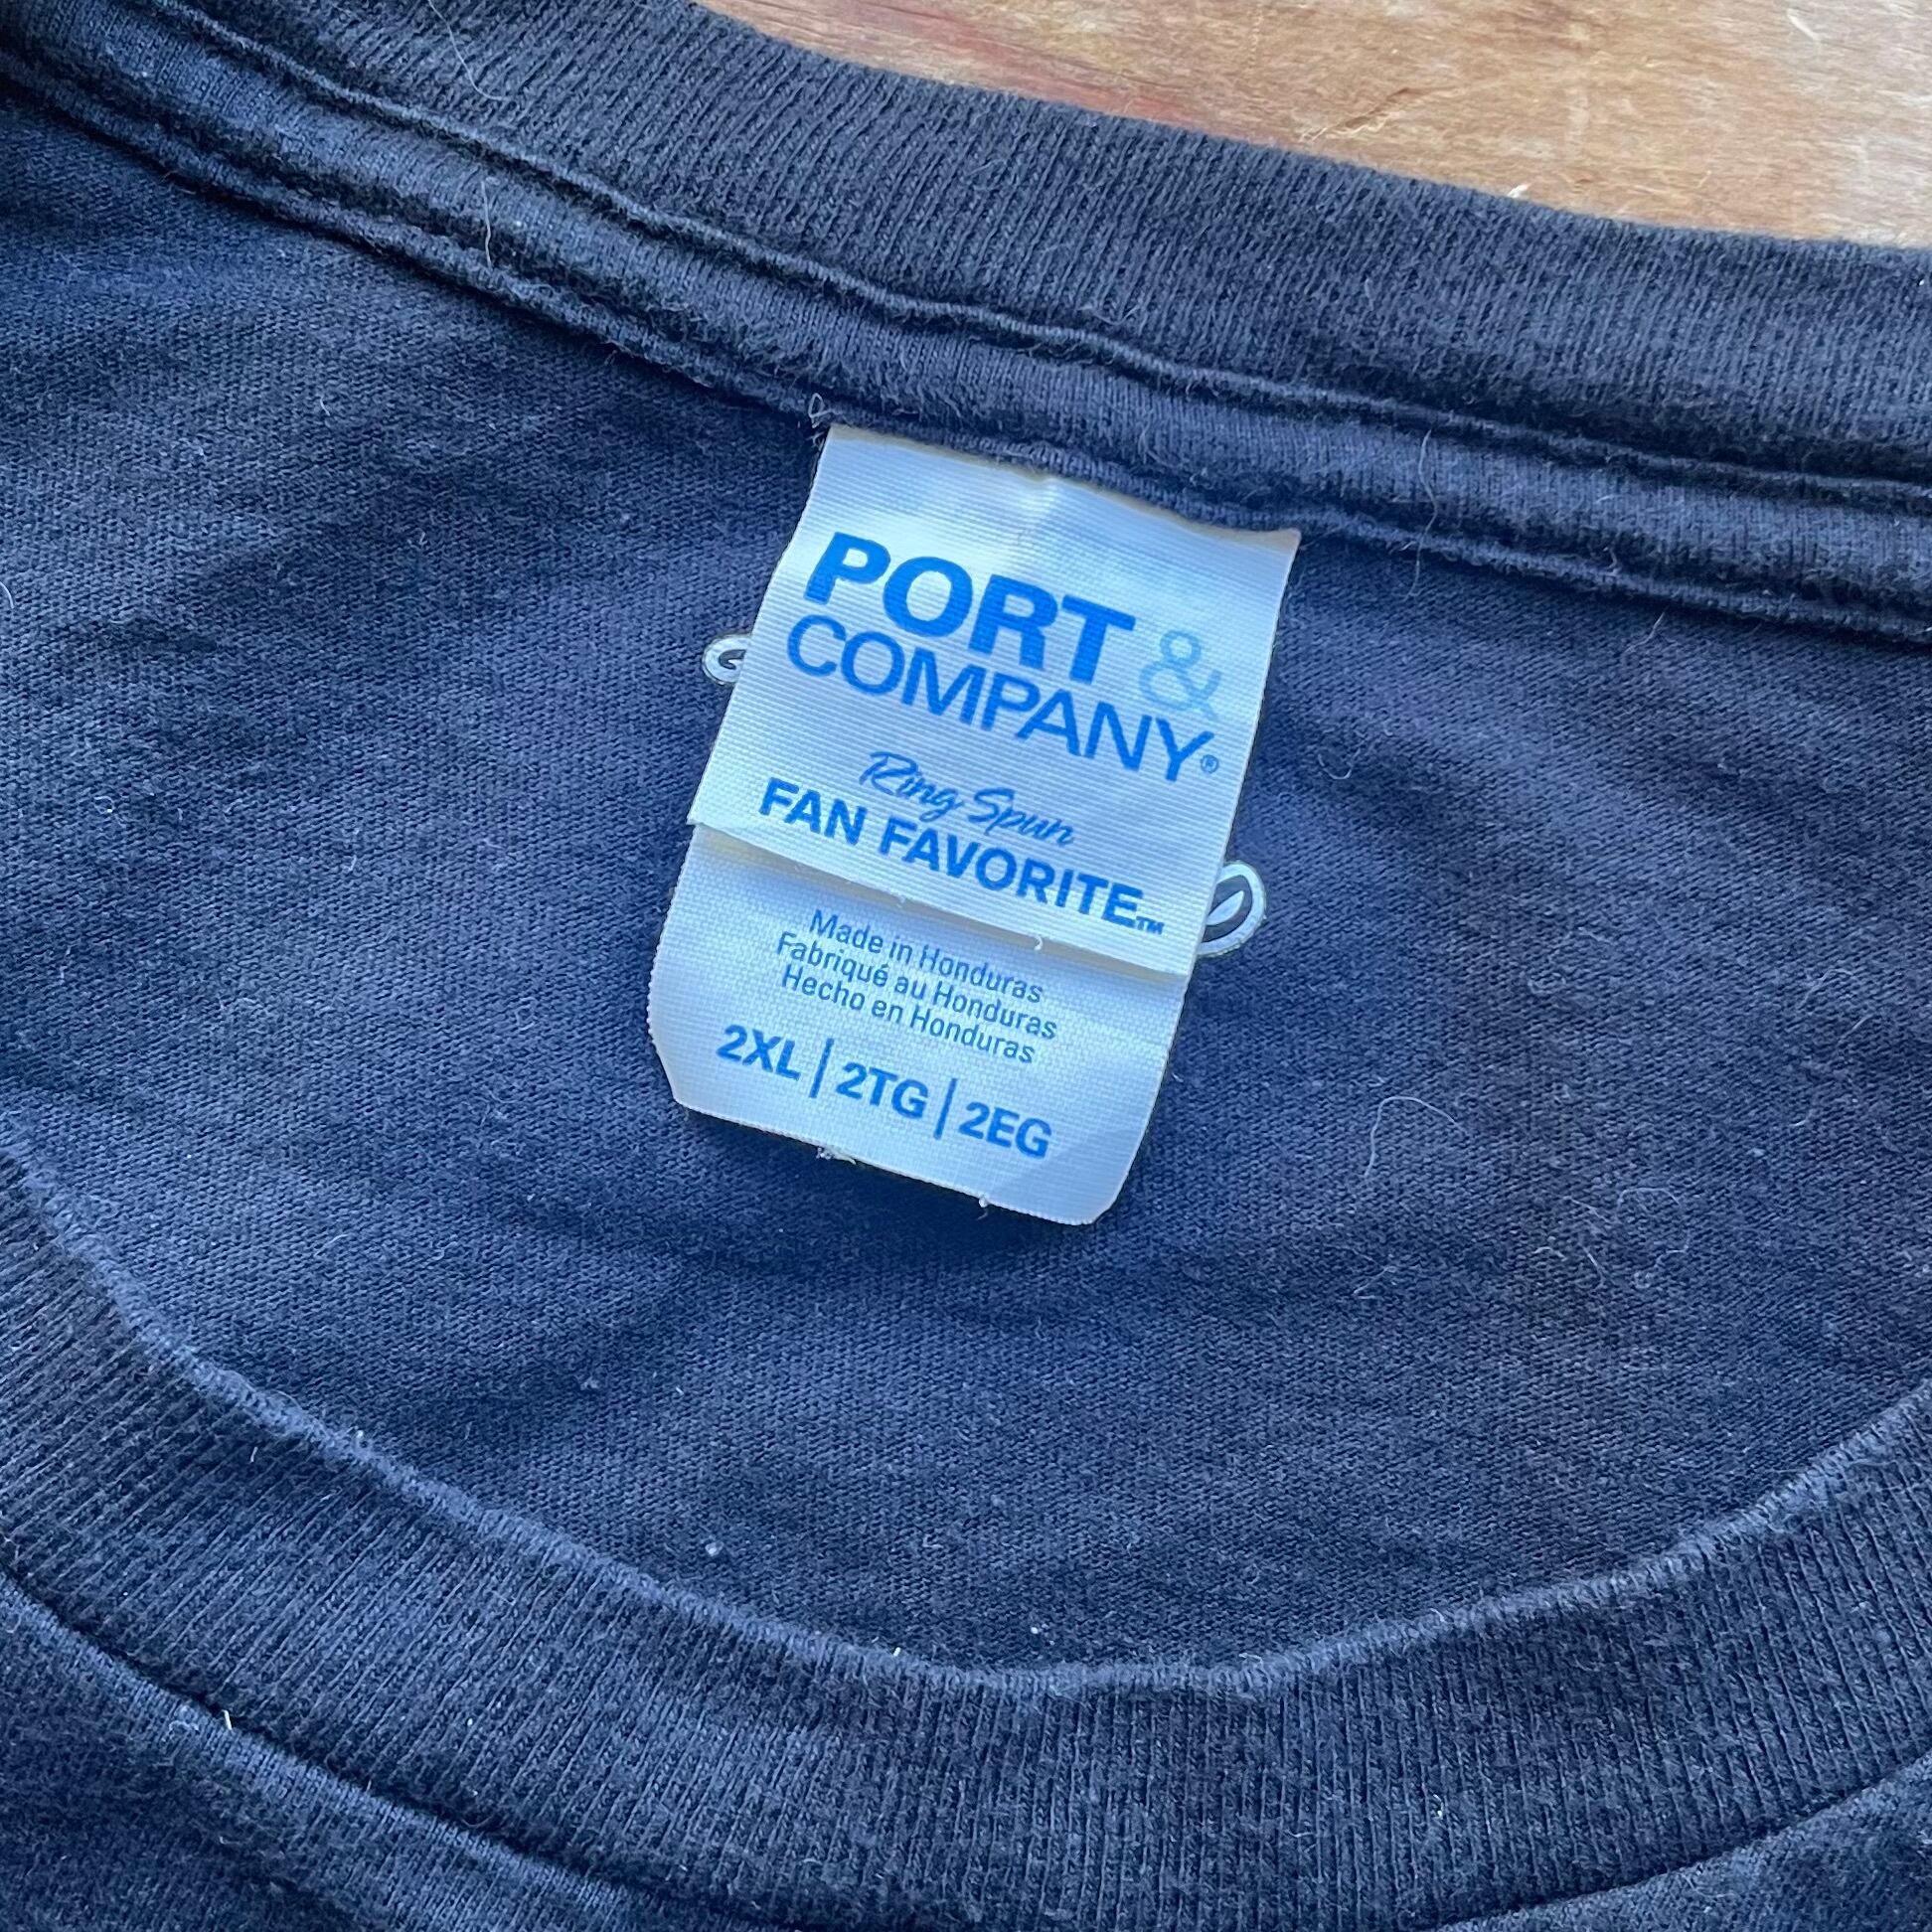 PORT &
COMPANY®
Ring Spun
FAN FAVORITE™
Made in Honduras
Fabriqué au Honduras
Hecho en Honduras
2XL | 2TG | 2EG